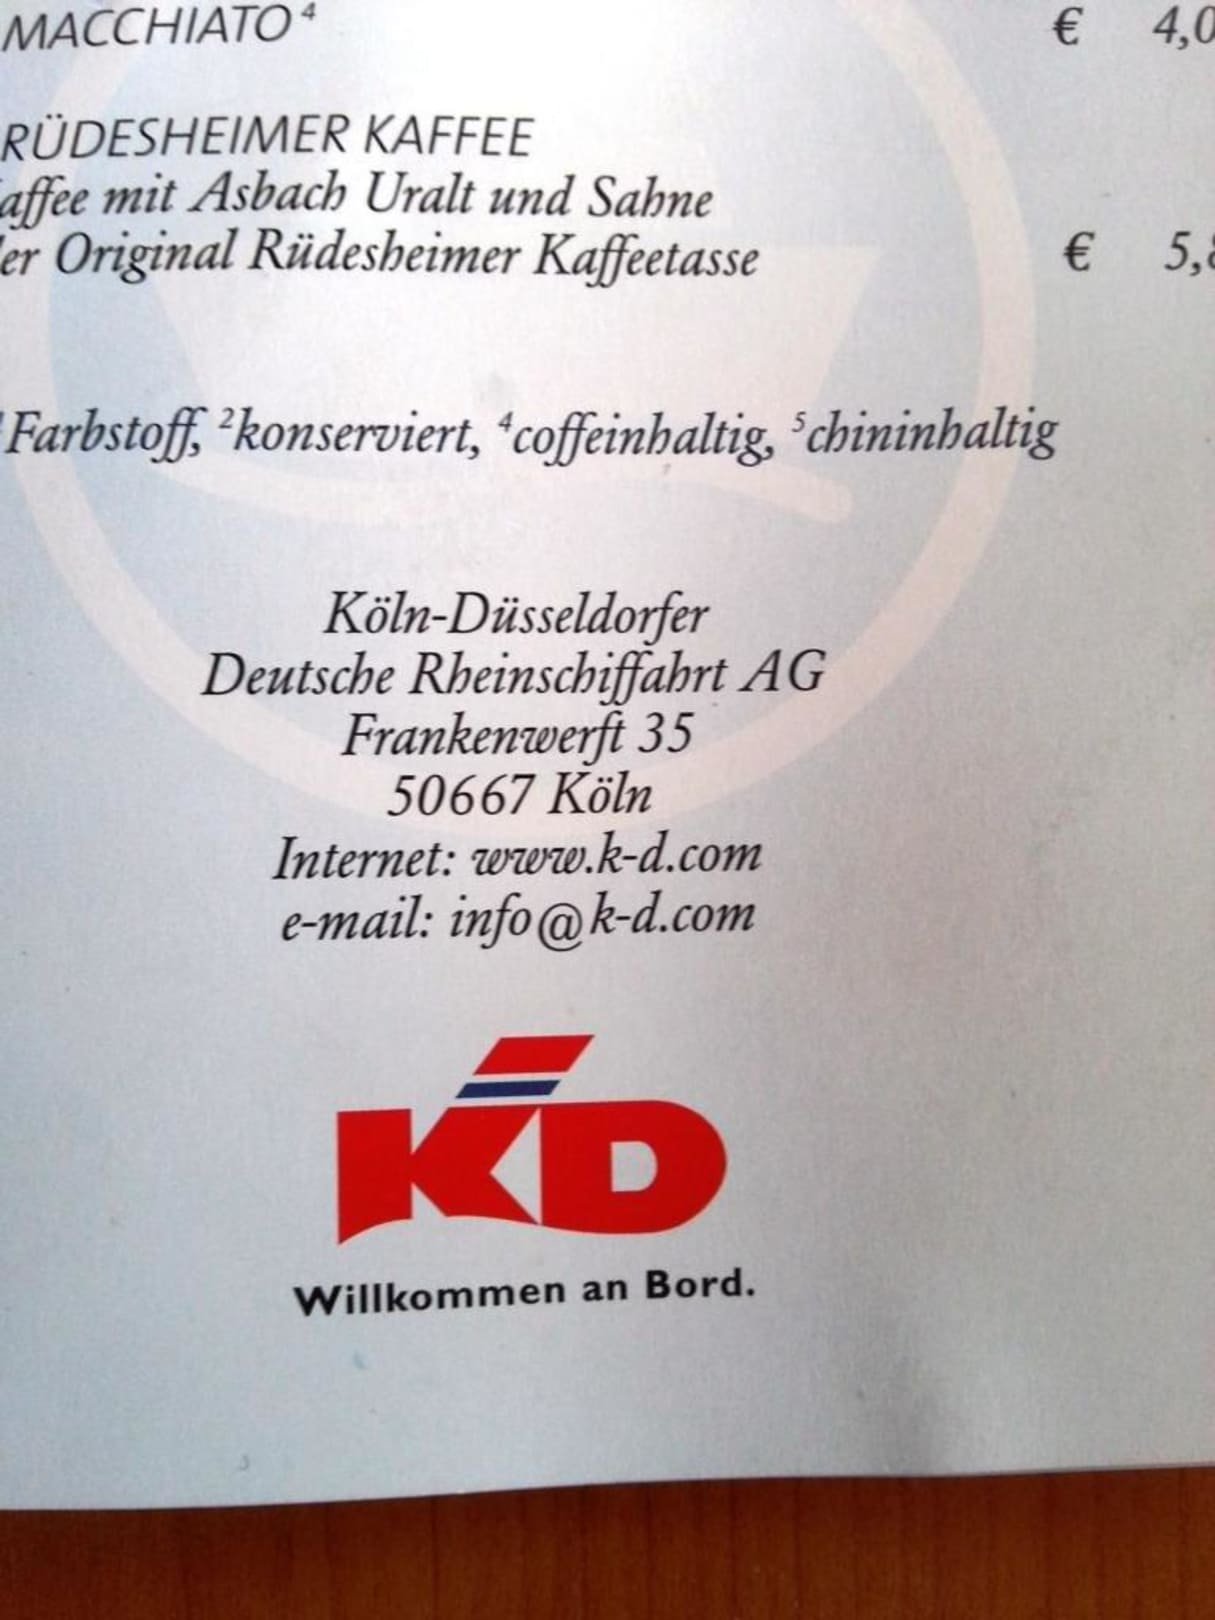 MACCHIATO⁴ € 4,0
RÜDESHEIMER KAFFEE
affee mit Asbach Uralt und Sahne
er Original Rüdesheimer Kaffeetasse € 5,8
Farbstoff, ²konserviert, ⁴coffeinhaltig, ⁵chininhaltig
Köln-Düsseldorfer
Deutsche Rheinschiffahrt AG
Frankenwerft 35
50667 Köln
Internet: www.k-d.com
e-mail: info@k-d.com
KD
Willkommen an Bord.